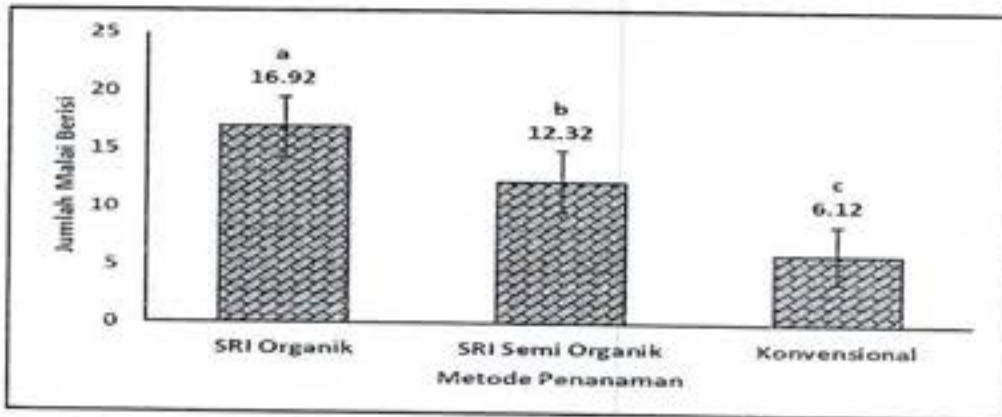 25
20
15
10
5
0
Jumlah Malai Berisi
a
16.92
b
12.32
c
6.12
SRI Organik
SRI Semi Organik
Konvensional
Metode Penanaman